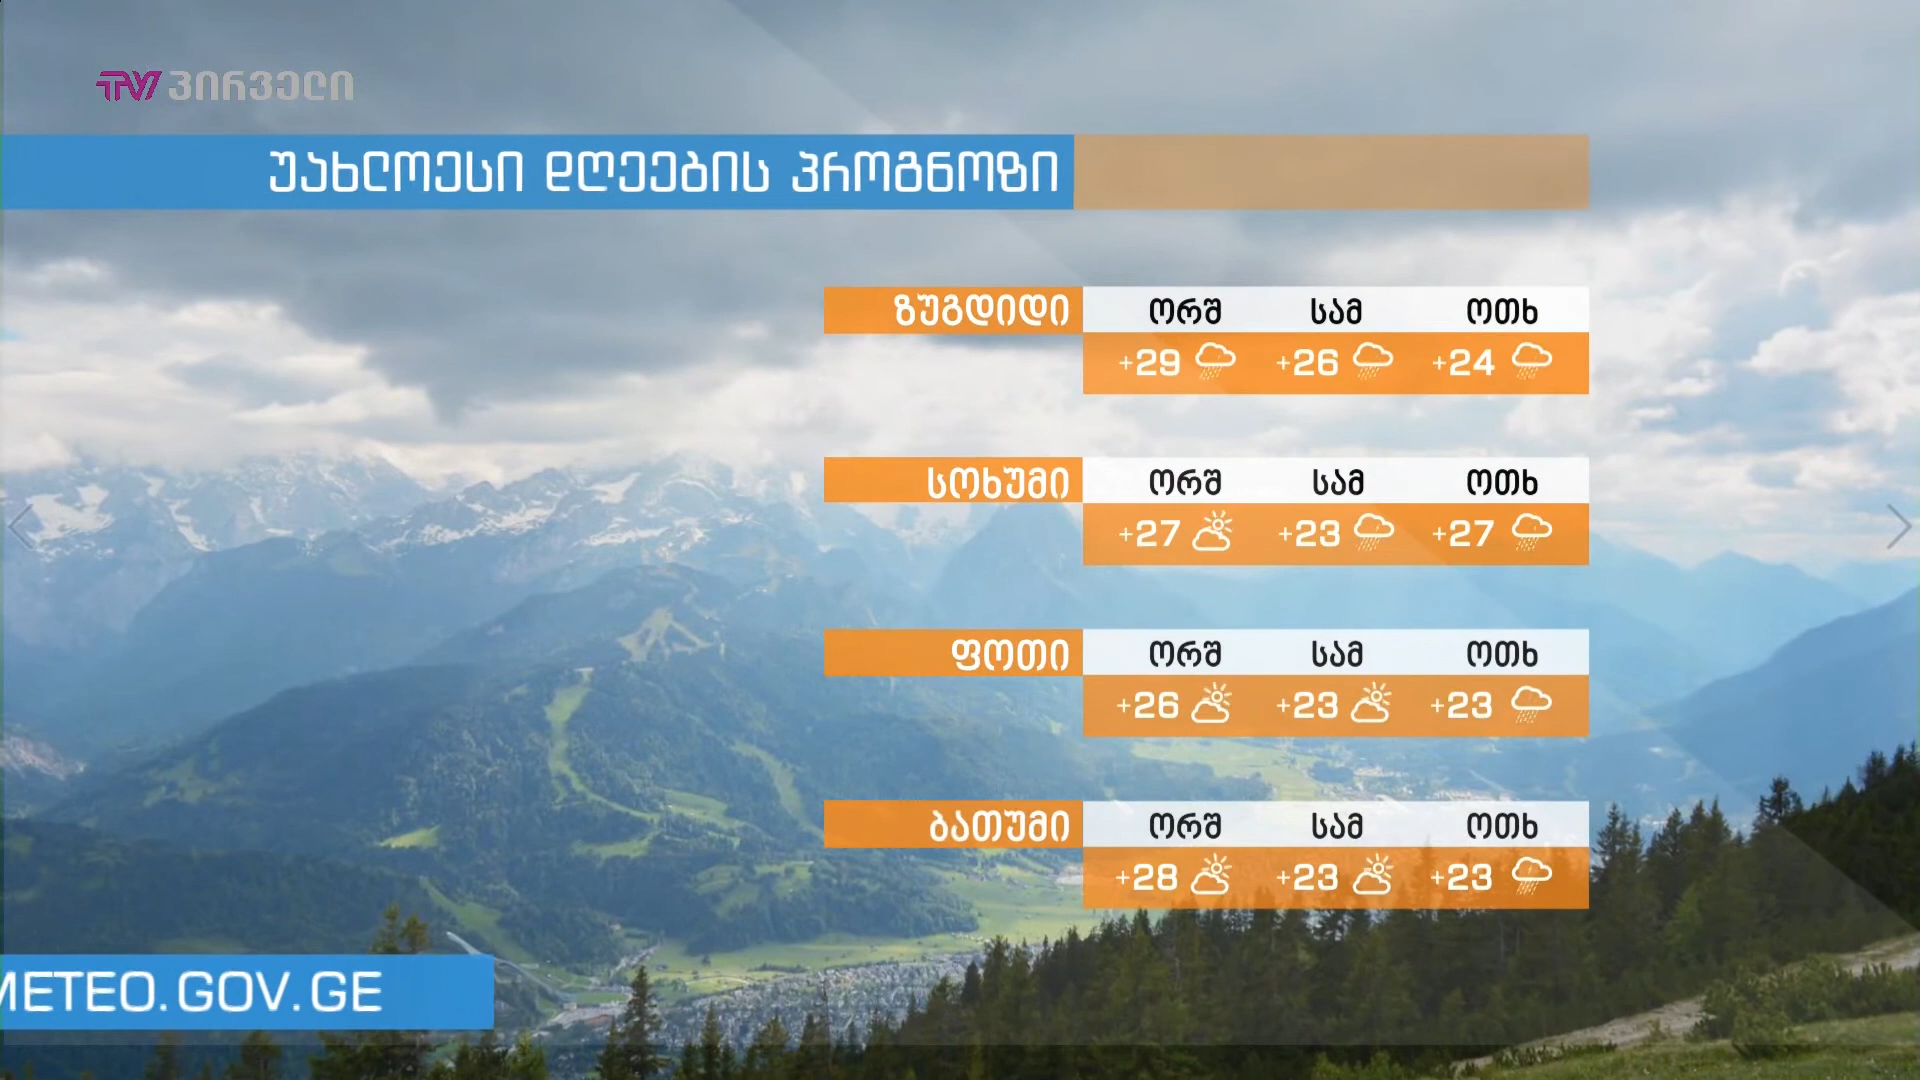 TV პირველი
უახლოესი დღეების პროგნოზი
ზუგდიდი ორშ სამ ოთხ
+29 +26 +24
სოხუმი ორშ სამ ოთხ
+27 +23 +27
ფოთი ორშ სამ ოთხ
+26 +23 +23
ბათუმი ორშ სამ ოთხ
+28 +23 +23
METEO.GOV.GE